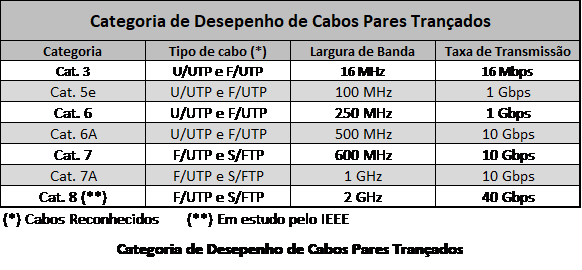 Categoria de Desepenho de Cabos Pares Trançados
Categoria Tipo de cabo (*) Largura de Banda Taxa de Transmissão
Cat. 3 U/UTP e F/UTP 16 MHz 16 Mbps
Cat. 5e U/UTP e F/UTP 100 MHz 1 Gbps
Cat. 6 U/UTP e F/UTP 250 MHz 1 Gbps
Cat. 6A U/UTP e F/UTP 500 MHz 10 Gbps
Cat. 7 F/UTP e S/FTP 600 MHz 10 Gbps
Cat. 7A F/UTP e S/FTP 1 GHz 10 Gbps
Cat. 8 (**) F/UTP e S/FTP 2 GHz 40 Gbps
(*) Cabos Reconhecidos (**) Em estudo pelo IEEE
Categoria de Desepenho de Cabos Pares Trançados